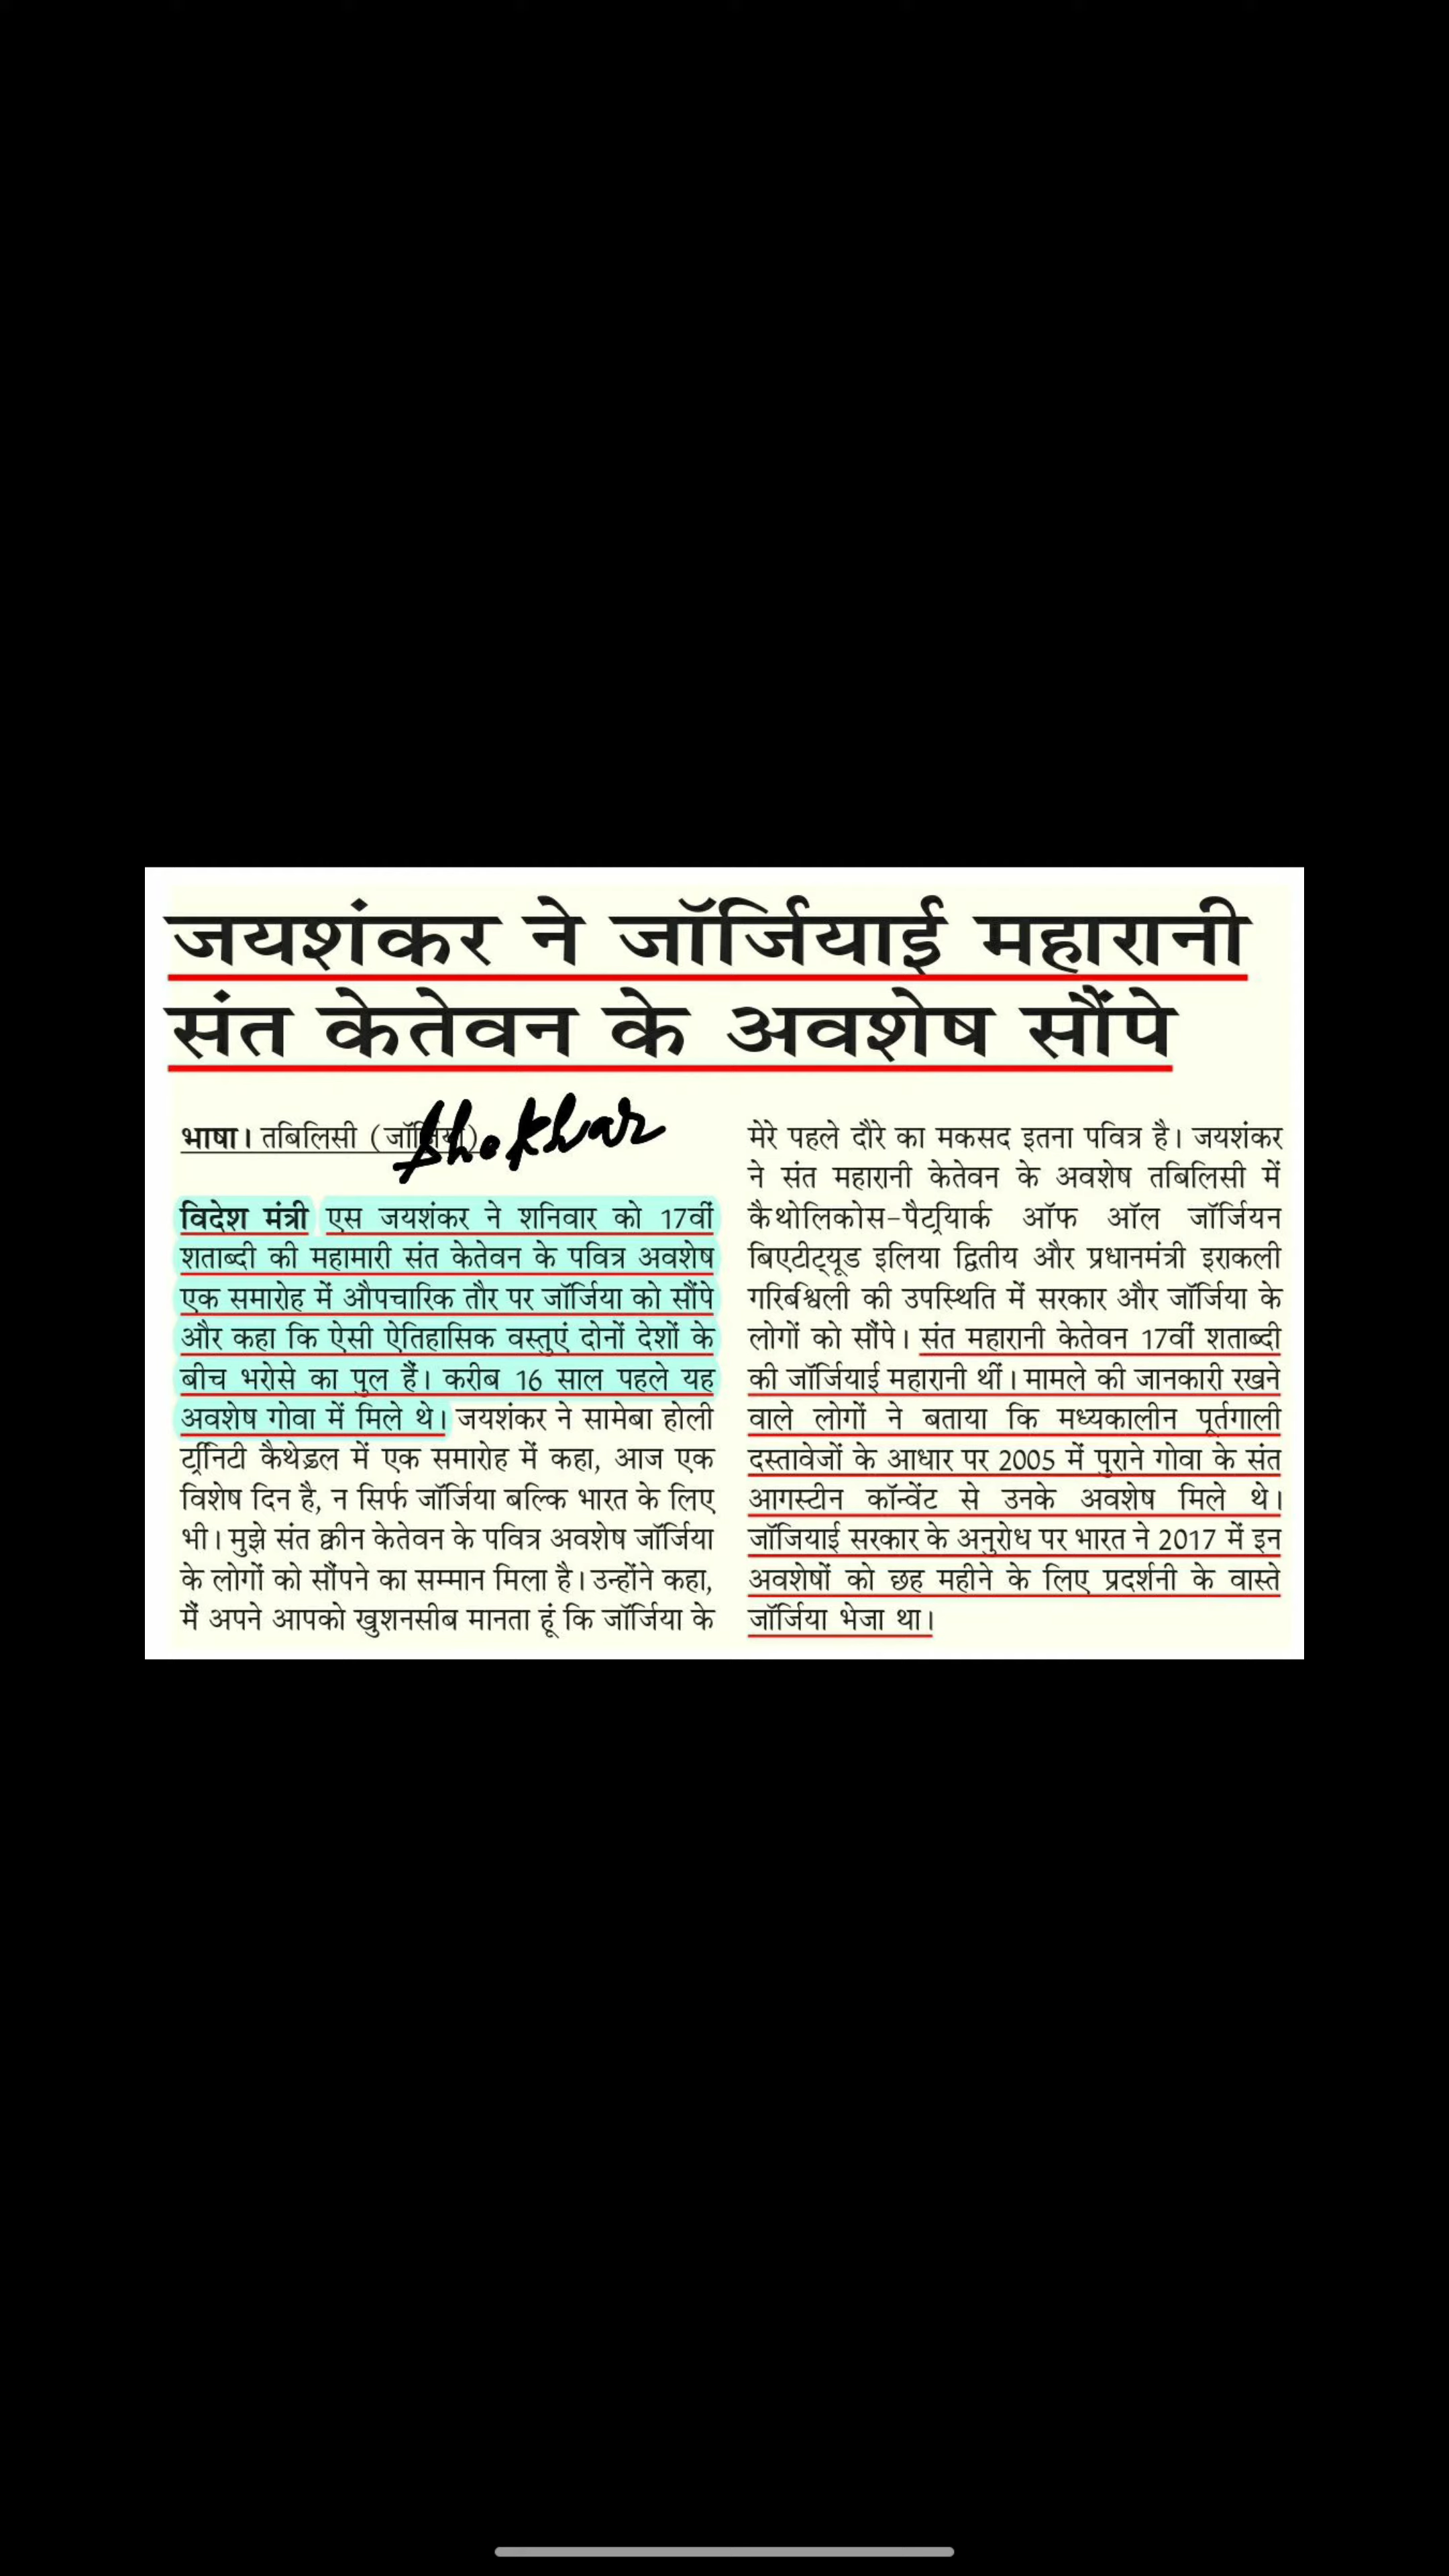 जयशंकर ने जॉर्जियाई महारानी
संत केतेवन के अवशेष सौंपे
Shekhar
भाषा। तबिलिसी (जॉर्जिया)
विदेश मंत्री एस जयशंकर ने शनिवार को 17वीं
शताब्दी की महामारी संत केतेवन के पवित्र अवशेष
एक समारोह में औपचारिक तौर पर जॉर्जिया को सौंपे
और कहा कि ऐसी ऐतिहासिक वस्तुएं दोनों देशों के
बीच भरोसे का पुल हैं। करीब 16 साल पहले यह
अवशेष गोवा में मिले थे। जयशंकर ने सामेबा होली
ट्रिनिटी कैथेड्रल में एक समारोह में कहा, आज एक
विशेष दिन है, न सिर्फ जॉर्जिया बल्कि भारत के लिए
भी। मुझे संत क्वीन केतेवन के पवित्र अवशेष जॉर्जिया
के लोगों को सौंपने का सम्मान मिला है। उन्होंने कहा,
मैं अपने आपको खुशनसीब मानता हूं कि जॉर्जिया के
मेरे पहले दौरे का मकसद इतना पवित्र है। जयशंकर
ने संत महारानी केतेवन के अवशेष तबिलिसी में
कैथोलिकोस-पैट्रियार्क ऑफ ऑल जॉर्जियन
बिएटीट्यूड इलिया द्वितीय और प्रधानमंत्री इराकली
गरिबश्विली की उपस्थिति में सरकार और जॉर्जिया के
लोगों को सौंपे। संत महारानी केतेवन 17वीं शताब्दी
की जॉर्जियाई महारानी थीं। मामले की जानकारी रखने
वाले लोगों ने बताया कि मध्यकालीन पूर्तगाली
दस्तावेजों के आधार पर 2005 में पुराने गोवा के संत
आगस्टीन कॉन्वेंट से उनके अवशेष मिले थे।
जॉजियाई सरकार के अनुरोध पर भारत ने 2017 में इन
अवशेषों को छह महीने के लिए प्रदर्शनी के वास्ते
जॉर्जिया भेजा था।